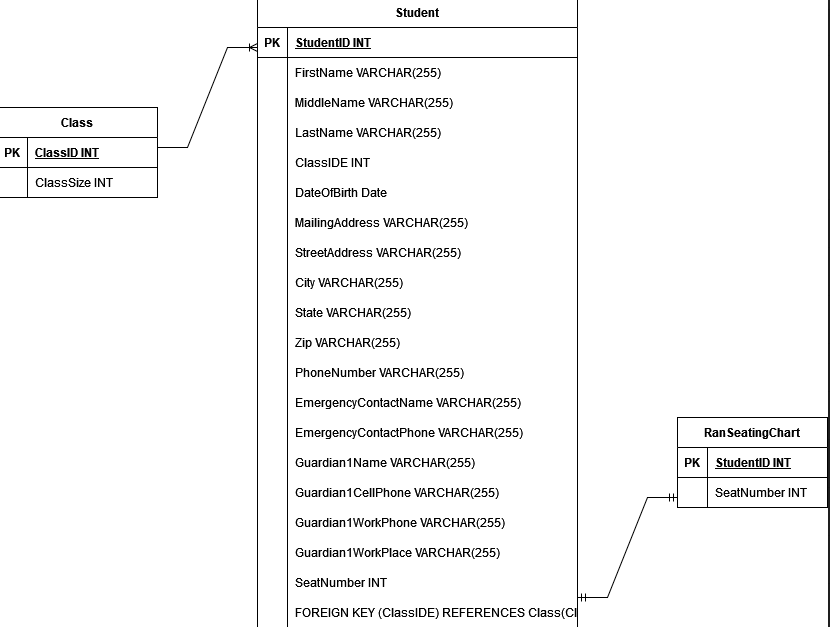 Student
PK StudentID INT
FirstName VARCHAR(255)
MiddleName VARCHAR(255)
LastName VARCHAR(255)
ClassIDE INT
DateOfBirth Date
MailingAddress VARCHAR(255)
StreetAddress VARCHAR(255)
City VARCHAR(255)
State VARCHAR(255)
Zip VARCHAR(255)
PhoneNumber VARCHAR(255)
EmergencyContactName VARCHAR(255)
EmergencyContactPhone VARCHAR(255)
Guardian1Name VARCHAR(255)
Guardian1CellPhone VARCHAR(255)
Guardian1WorkPhone VARCHAR(255)
Guardian1WorkPlace VARCHAR(255)
SeatNumber INT
FOREIGN KEY (ClassIDE) REFERENCES Class(Cl
Class
PK ClassID INT
ClassSize INT
RanSeatingChart
PK StudentID INT
SeatNumber INT